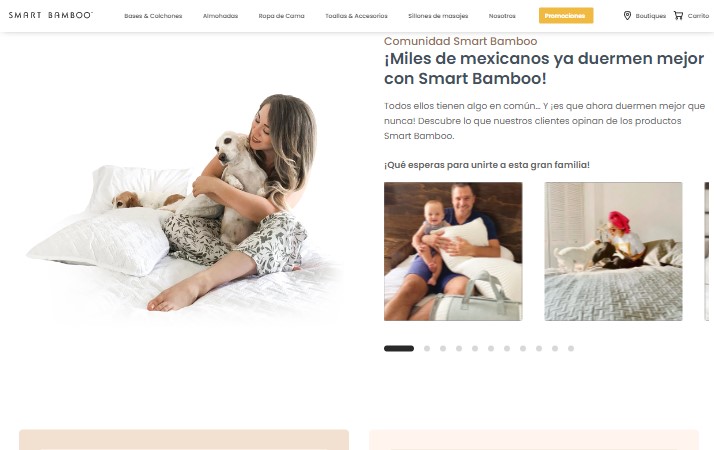 SMART BAMBOO
Bases & Colchones
Almohadas
Ropa de Cama
Toallas & Accesorios
Sillones de masajes
Nosotros
Promociones
Boutiques
Carrito
Comunidad Smart Bamboo
¡Miles de mexicanos ya duermen mejor
con Smart Bamboo!
Todos ellos tienen algo en común... Y ¡es que ahora duermen mejor que
nunca! Descubre lo que nuestros clientes opinan de los productos
Smart Bamboo.
¡Qué esperas para unirte a esta gran familia!